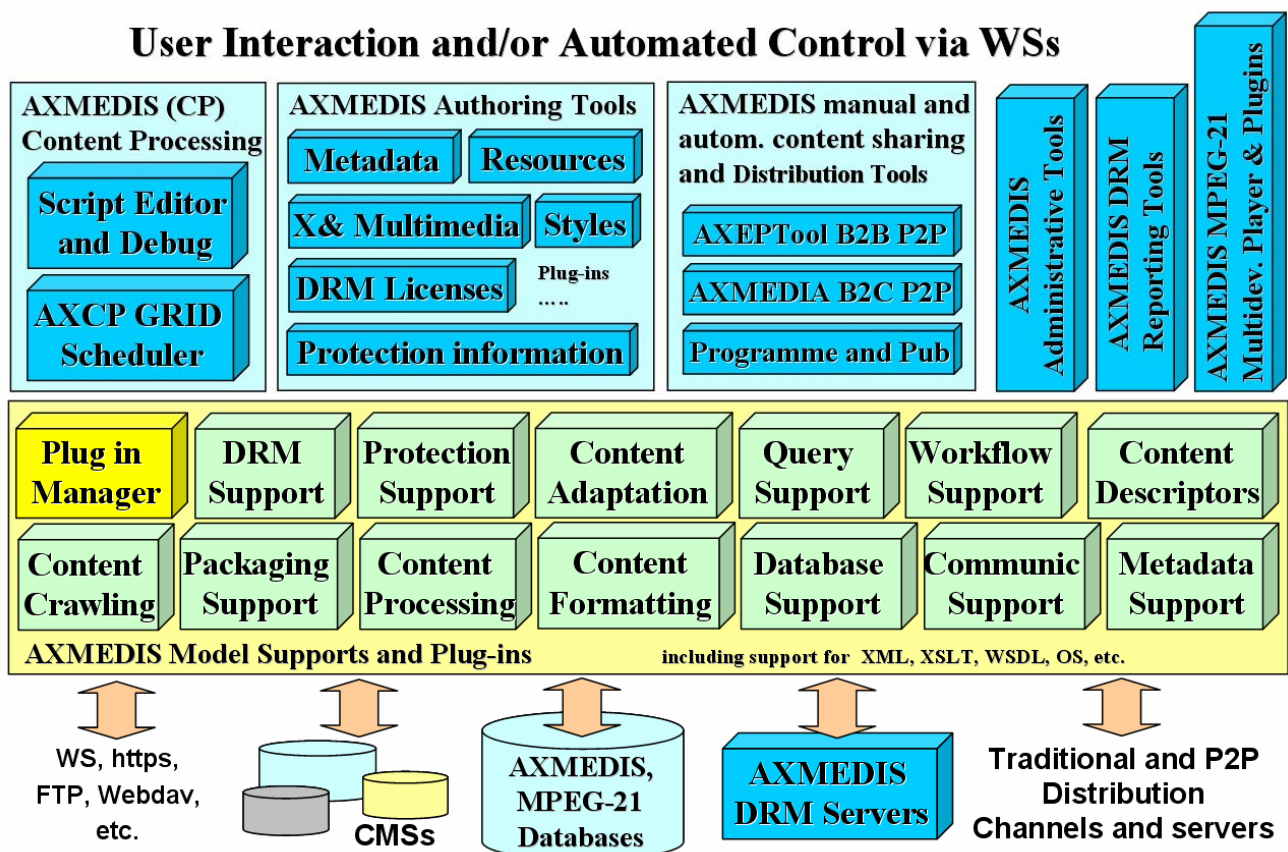 User Interaction and/or Automated Control via WSs
AXMEDIS (CP)
Content Processing
Script Editor
and Debug
AXCP GRID
Scheduler
AXMEDIS Authoring Tools
Metadata
Resources
X& Multimedia
Styles
DRM Licenses
Plug-ins
.....
Protection information
AXMEDIS manual and
autom. content sharing
and Distribution Tools
AXEPTool B2B P2P
AXMEDIA B2C P2P
Programme and Pub
AXMEDIS
Administrative Tools
AXMEDIS DRM
Reporting Tools
AXMEDIS MPEG-21
Multidev. Player & Plugins
Plug in
Manager
DRM
Support
Protection
Support
Content
Adaptation
Query
Support
Workflow
Support
Content
Descriptors
Content
Crawling
Packaging
Support
Content
Processing
Content
Formatting
Database
Support
Communic
Support
Metadata
Support
AXMEDIS Model Supports and Plug-ins
including support for XML, XSLT, WSDL, OS, etc.
WS, https,
FTP, Webdav,
etc.
CMSs
AXMEDIS,
MPEG-21
Databases
AXMEDIS
DRM Servers
Traditional and P2P
Distribution
Channels and servers